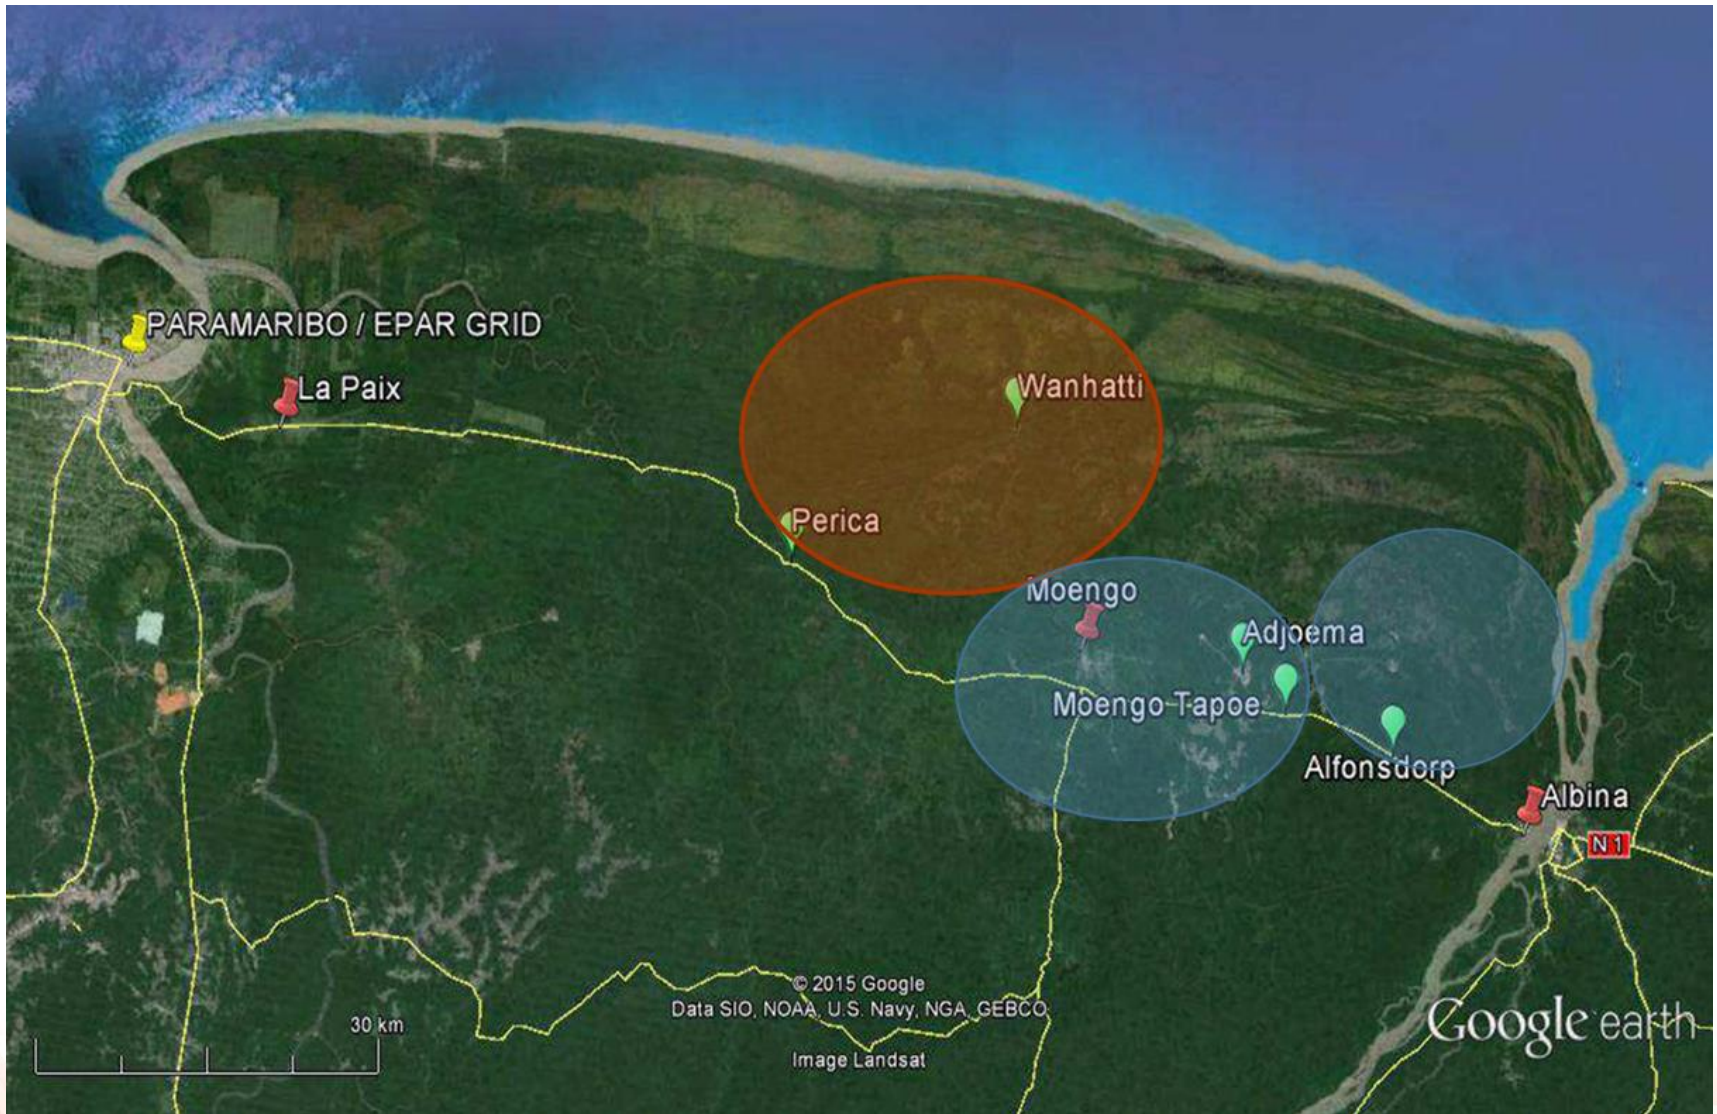 PARAMARIBO / EPAR GRID
La Paix
Wanhatti
Perica
Moengo
Adjoema
Moengo Tapoe
Alfonsdorp
Albina
N 1
© 2015 Google
Data SIO, NOAA, U.S. Navy, NGA, GEBCO
Image Landsat
30 km
Google earth